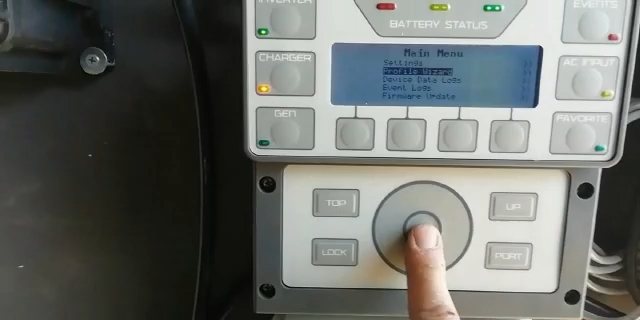 INVERTER
EVENTS
BATTERY STATUS
Main Menu
CHARGER
Settings
Profile Wizard
AC INPUT
Device Data Logs
Event Logs
Firmware Update
GEN
FAVORITE
TOP
UP
LOCK
PORT